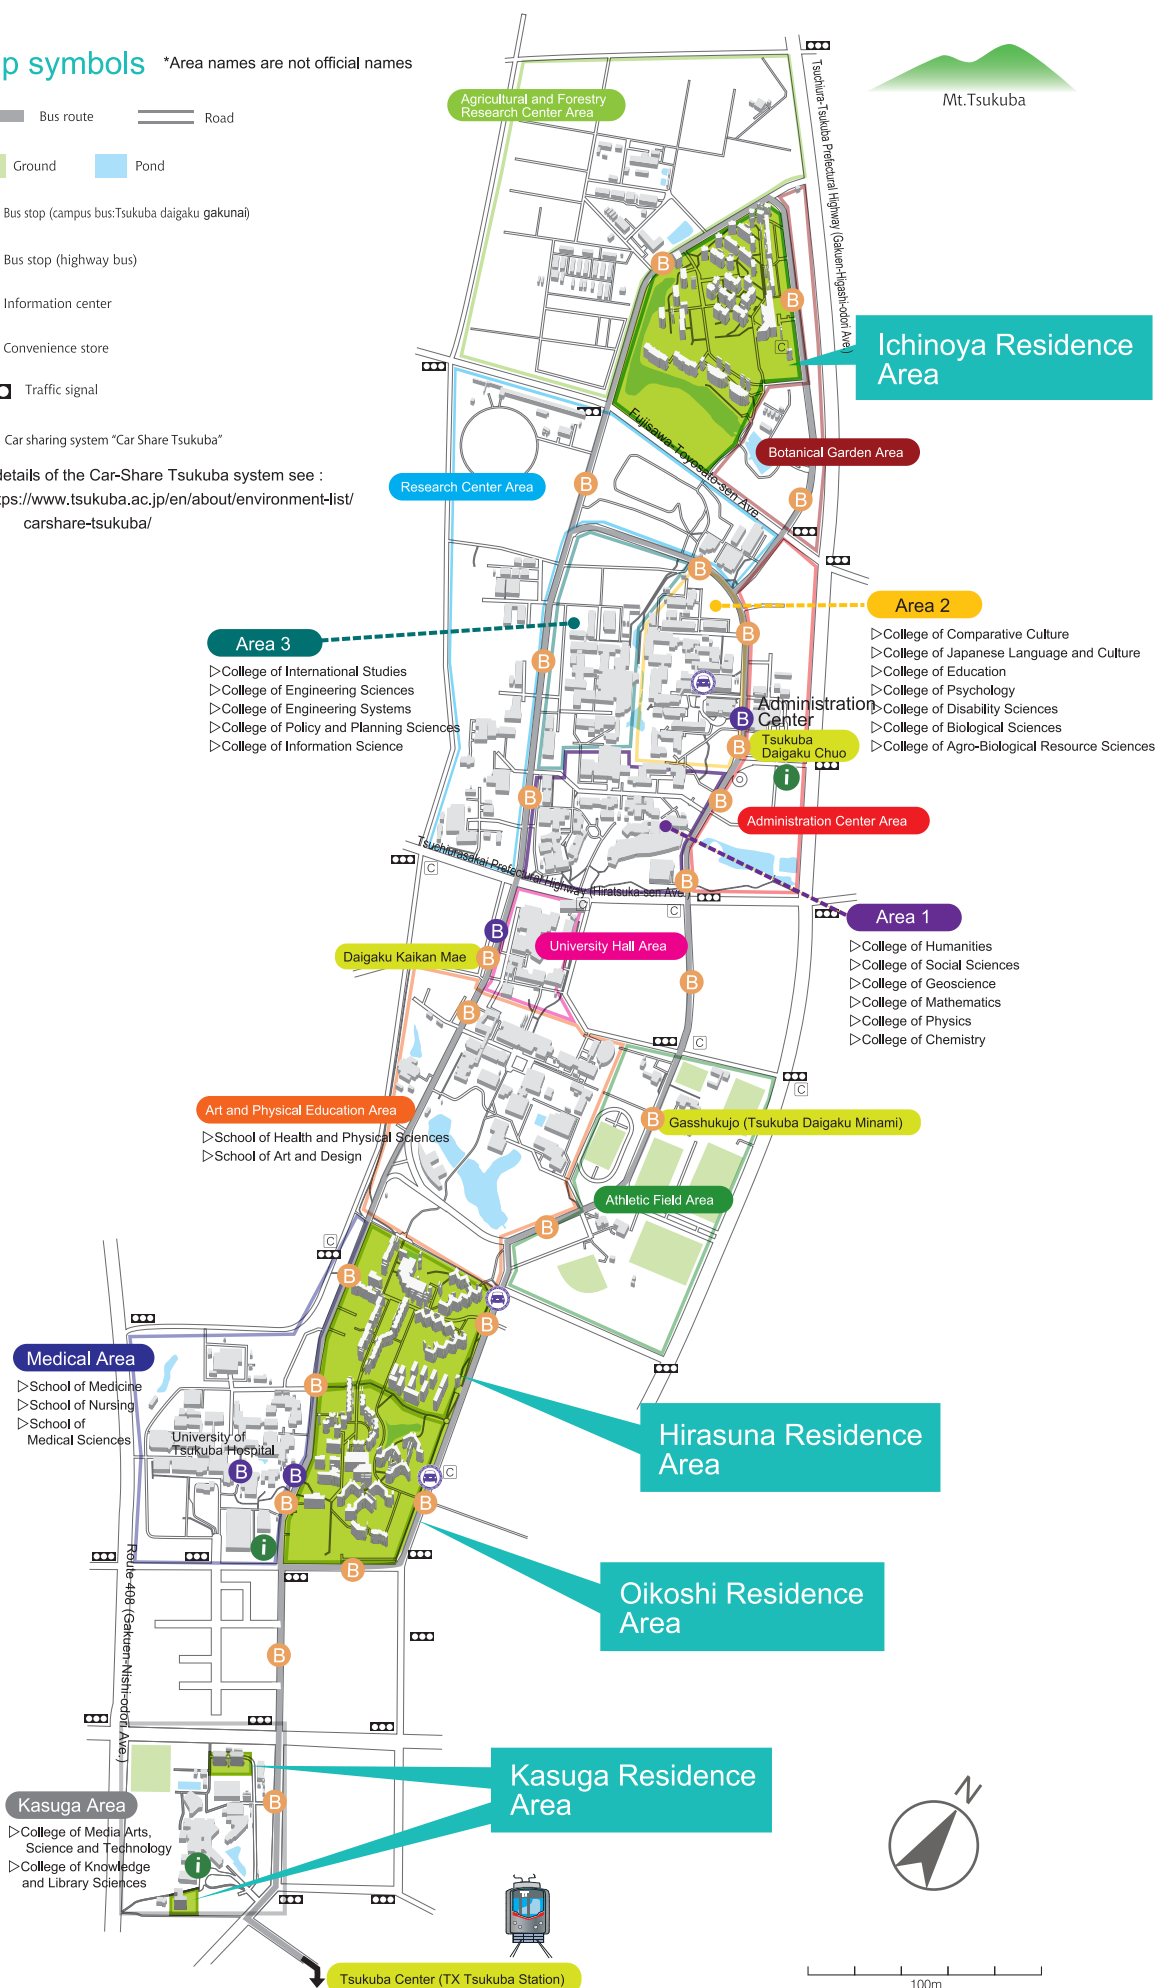 p symbols
*Area names are not official names
Bus route
Road
Ground
Pond
Bus stop (campus bus:Tsukuba daigaku gakunai)
Bus stop (highway bus)
Information center
Convenience store
Traffic signal
Car sharing system “Car Share Tsukuba”
details of the Car-Share Tsukuba system see :
ps://www.tsukuba.ac.jp/en/about/environment-list/
carshare-tsukuba/
Mt.Tsukuba
Agricultural and Forestry
Research Center Area
Tsuchiura-Tsukuba Prefectural Highway (Gakuen-Higashi-odori Ave.)
B
B
C
Ichinoya Residence
Area
Fujisawa-Toyosato-sen Ave.
Botanical Garden Area
Research Center Area
B
B
B
Area 2
▷College of Comparative Culture
▷College of Japanese Language and Culture
▷College of Education
▷College of Psychology
▷College of Disability Sciences
▷College of Biological Sciences
▷College of Agro-Biological Resource Sciences
Area 3
▷College of International Studies
▷College of Engineering Sciences
▷College of Engineering Systems
▷College of Policy and Planning Sciences
▷College of Information Science
B
B
B
Administration
Center
B
Tsukuba
Daigaku Chuo
i
B
B
Administration Center Area
Tsuchiurasakai Prefectural Highway (Hiratsuka-sen Ave.)
C
B
C
C
Area 1
▷College of Humanities
▷College of Social Sciences
▷College of Geoscience
▷College of Mathematics
▷College of Physics
▷College of Chemistry
B
University Hall Area
Daigaku Kaikan Mae
B
B
B
C
C
Art and Physical Education Area
▷School of Health and Physical Sciences
▷School of Art and Design
B
Gasshukujo (Tsukuba Daigaku Minami)
Athletic Field Area
B
C
B
B
Medical Area
▷School of Medicine
▷School of Nursing
▷School of
Medical Sciences
B
University of
Tsukuba Hospital
B
B
B
C
B
i
B
Hirasuna Residence
Area
Oikoshi Residence
Area
Route 408 (Gakuen-Nishi-odori Ave.)
B
Kasuga Residence
Area
B
Kasuga Area
▷College of Media Arts,
Science and Technology
▷College of Knowledge
and Library Sciences
i
N
Tsukuba Center (TX Tsukuba Station)
100m